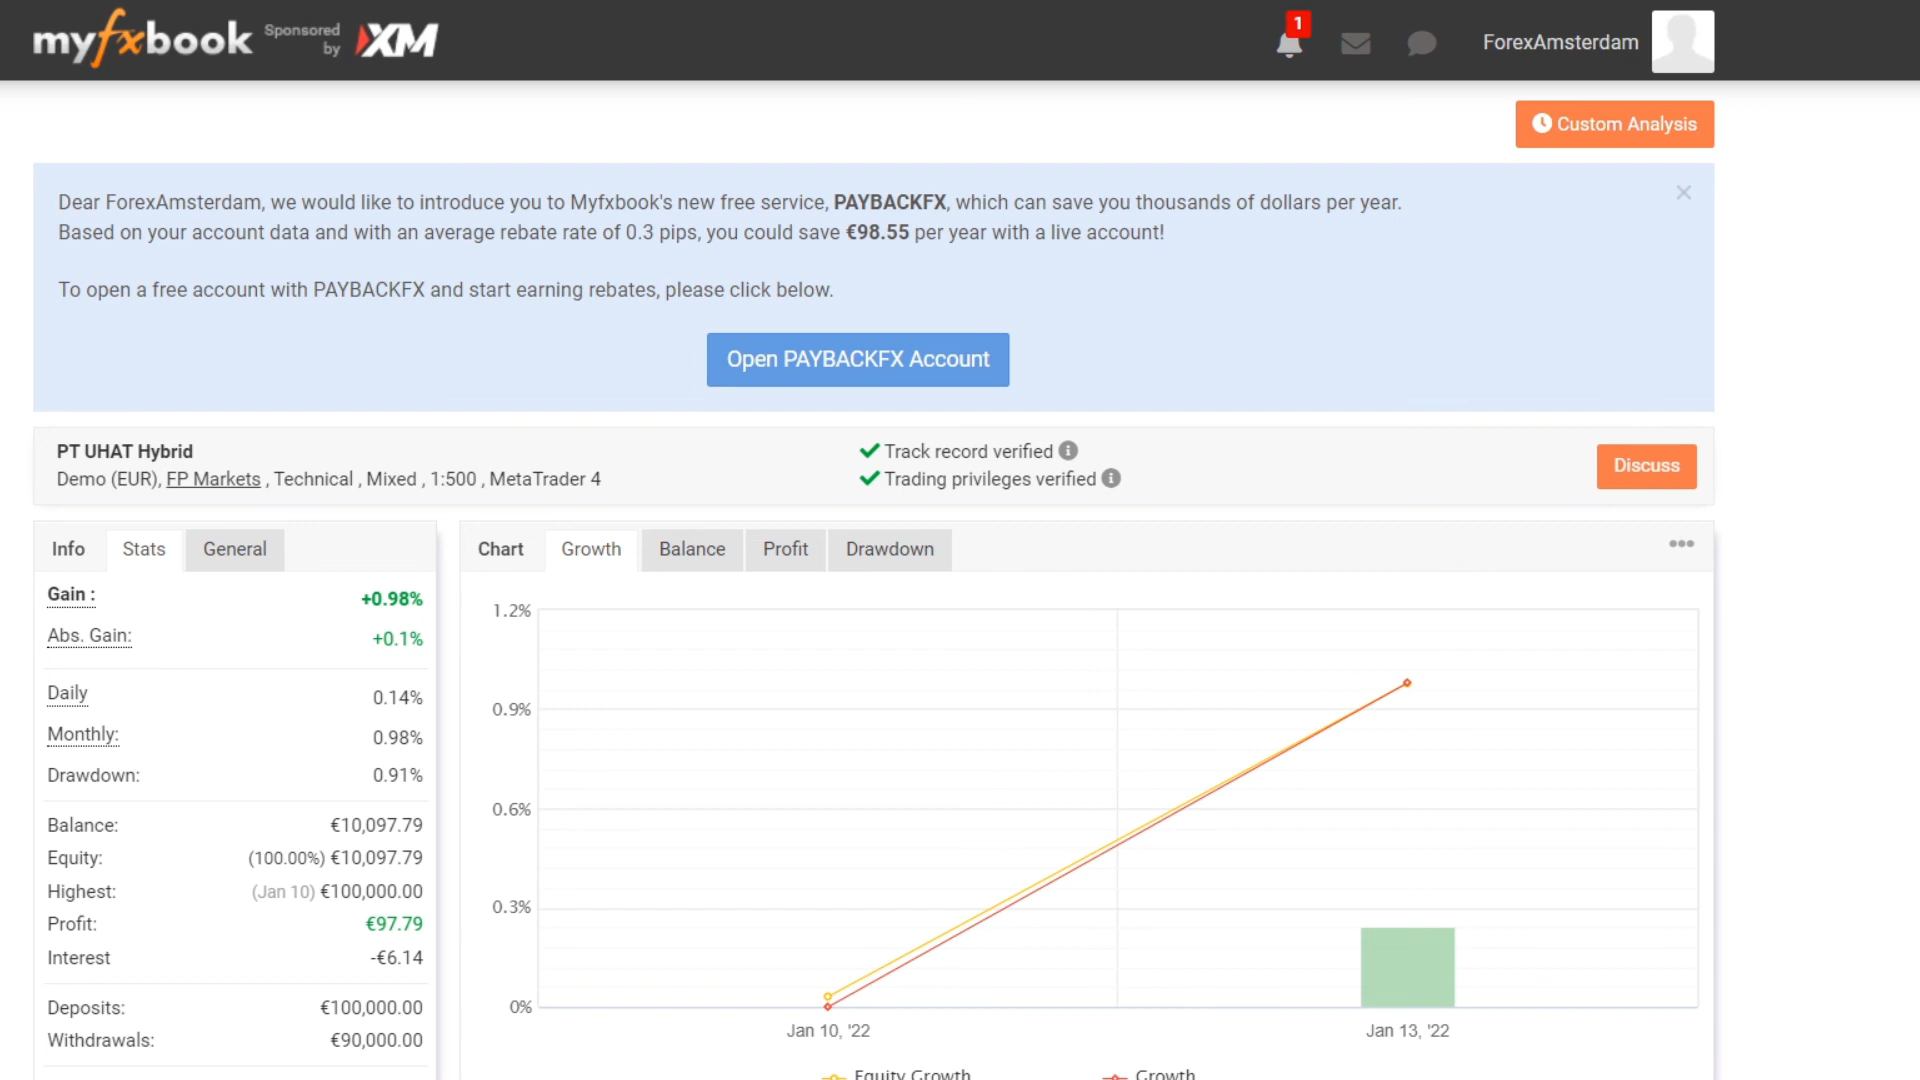 myfxbook Sponsored by XM
1
ForexAmsterdam
Custom Analysis
Dear ForexAmsterdam, we would like to introduce you to Myfxbook's new free service, PAYBACKFX, which can save you thousands of dollars per year.
Based on your account data and with an average rebate rate of 0.3 pips, you could save €98.55 per year with a live account!
To open a free account with PAYBACKFX and start earning rebates, please click below.
Open PAYBACKFX Account
PT UHAT Hybrid
Demo (EUR), FP Markets , Technical , Mixed , 1:500 , MetaTrader 4
Track record verified
Trading privileges verified
Discuss
Info Stats General
Gain : +0.98%
Abs. Gain: +0.1%
Daily 0.14%
Monthly: 0.98%
Drawdown: 0.91%
Balance: €10,097.79
Equity: (100.00%) €10,097.79
Highest: (Jan 10) €100,000.00
Profit: €97.79
Interest -€6.14
Deposits: €100,000.00
Withdrawals: €90,000.00
Chart Growth Balance Profit Drawdown
1.2%
0.9%
0.6%
0.3%
0%
Jan 10, '22 Jan 13, '22
Equity Growth Growth